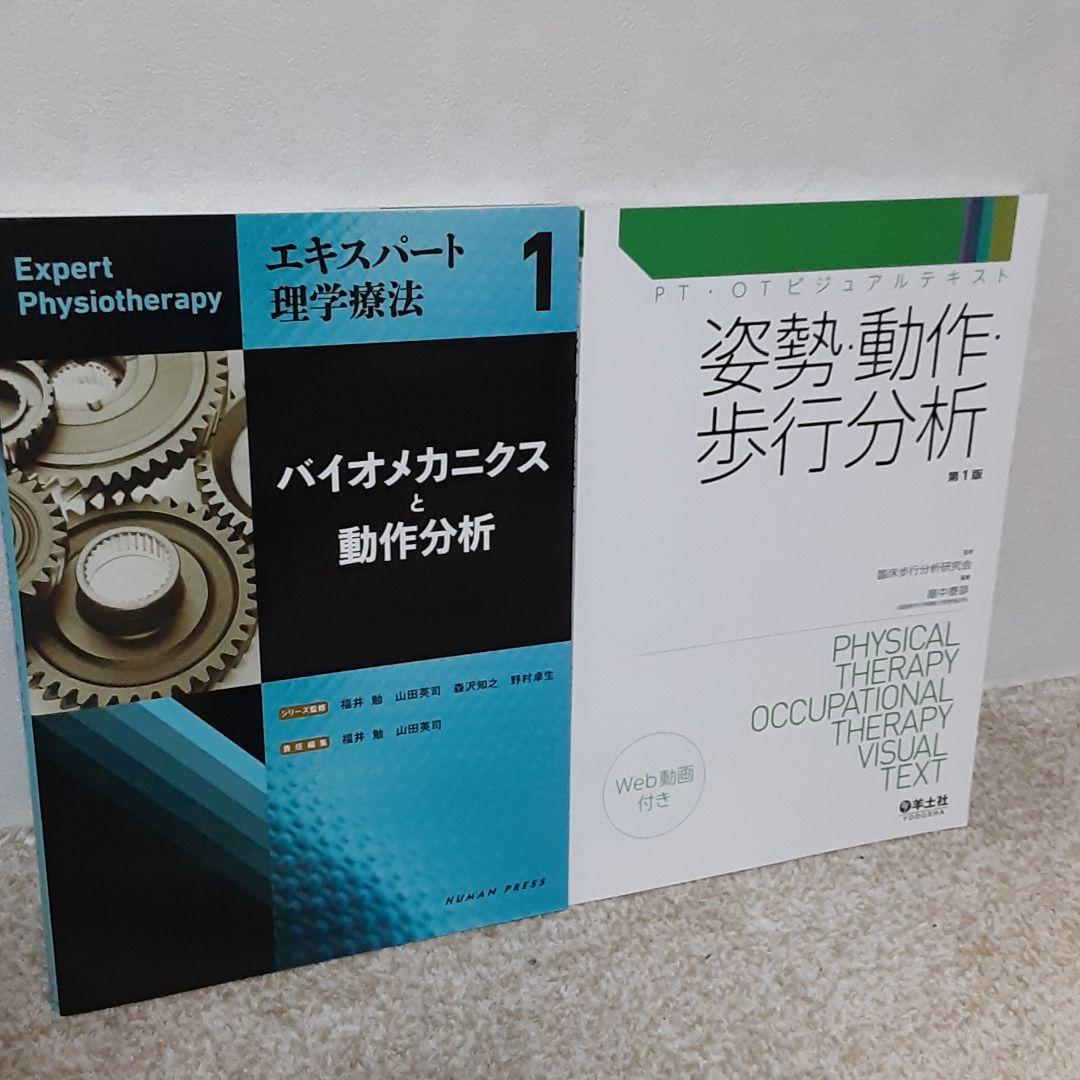 Expert
Physiotherapy
エキスパート
理学療法
1
バイオメカニクス
と
動作分析
シリーズ監修 福井 勉 山田英司 森沢知之 野村卓生
責任編集 福井 勉 山田英司
HUMAN PRESS
PT・OTビジュアルテキスト
姿勢・動作・
歩行分析
第1版
臨床歩行分析研究会
畠中泰彦
PHYSICAL
THERAPY
OCCUPATIONAL
THERAPY
VISUAL
TEXT
Web動画
付き
羊土社
YODOSHA